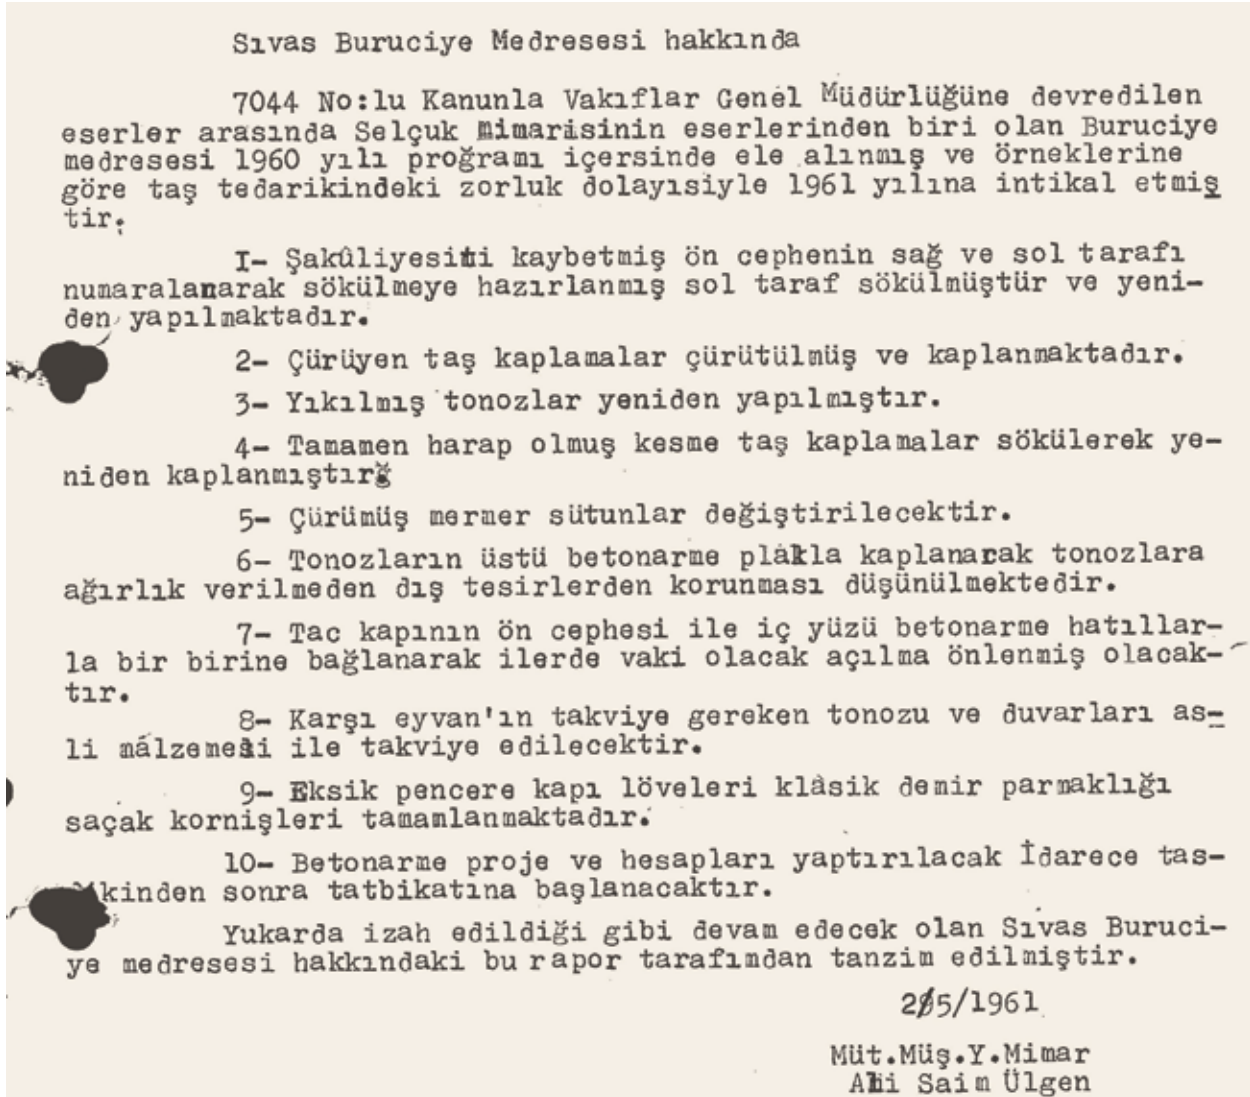 Sıvas Buruciye Medresesi hakkında
7044 No:lu Kanunla Vakıflar Genel Müdürlüğüne devredilen
eserler arasında Selçuk mimarisinin eserlerinden biri olan Buruciye
medresesi 1960 yılı proğramı içersinde ele alınmış ve örneklerine
göre taş tedarikindeki zorluk dolayısiyle 1961 yılına intikal etmiş
tir.
I- Şakûliyesini kaybetmiş ön cephenin sağ ve sol tarafı
numaralanarak sökülmeye hazırlanmış sol taraf sökülmüştür ve yeni-
den yapılmaktadır.
2- Çürüyen taş kaplamalar çürütülmüş ve kaplanmaktadır.
3- Yıkılmış tonozlar yeniden yapılmıştır.
4- Tamamen harap olmuş kesme taş kaplamalar sökülerek ye-
niden kaplanmıştır.
5- Çürümüş mermer sütunlar değiştirilecektir.
6- Tonozların üstü betonarme plâkla kaplanarak tonozlara
ağırlık verilmeden dış tesirlerden korunması düşünülmektedir.
7- Tac kapının ön cephesi ile iç yüzü betonarme hatıllar-
la bir birine bağlanarak ilerde vaki olacak açılma önlenmiş olacak-
tır.
8- Karşı eyvan'ın takviye gereken tonozu ve duvarları as-
li mâlzemesi ile takviye edilecektir.
9- Eksik pencere kapı löveleri klâsik demir parmaklığı
saçak kornişleri tamamlanmaktadır.
10- Betonarme proje ve hesapları yaptırılacak İdarece tas-
kinden sonra tatbikatına başlanacaktır.
Yukarda izah edildiği gibi devam edecek olan Sıvas Buruci-
ye medresesi hakkındaki bu rapor tarafımdan tanzim edilmiştir.
2/5/1961
Müt.Müş.Y.Mimar
Ali Saim Ülgen